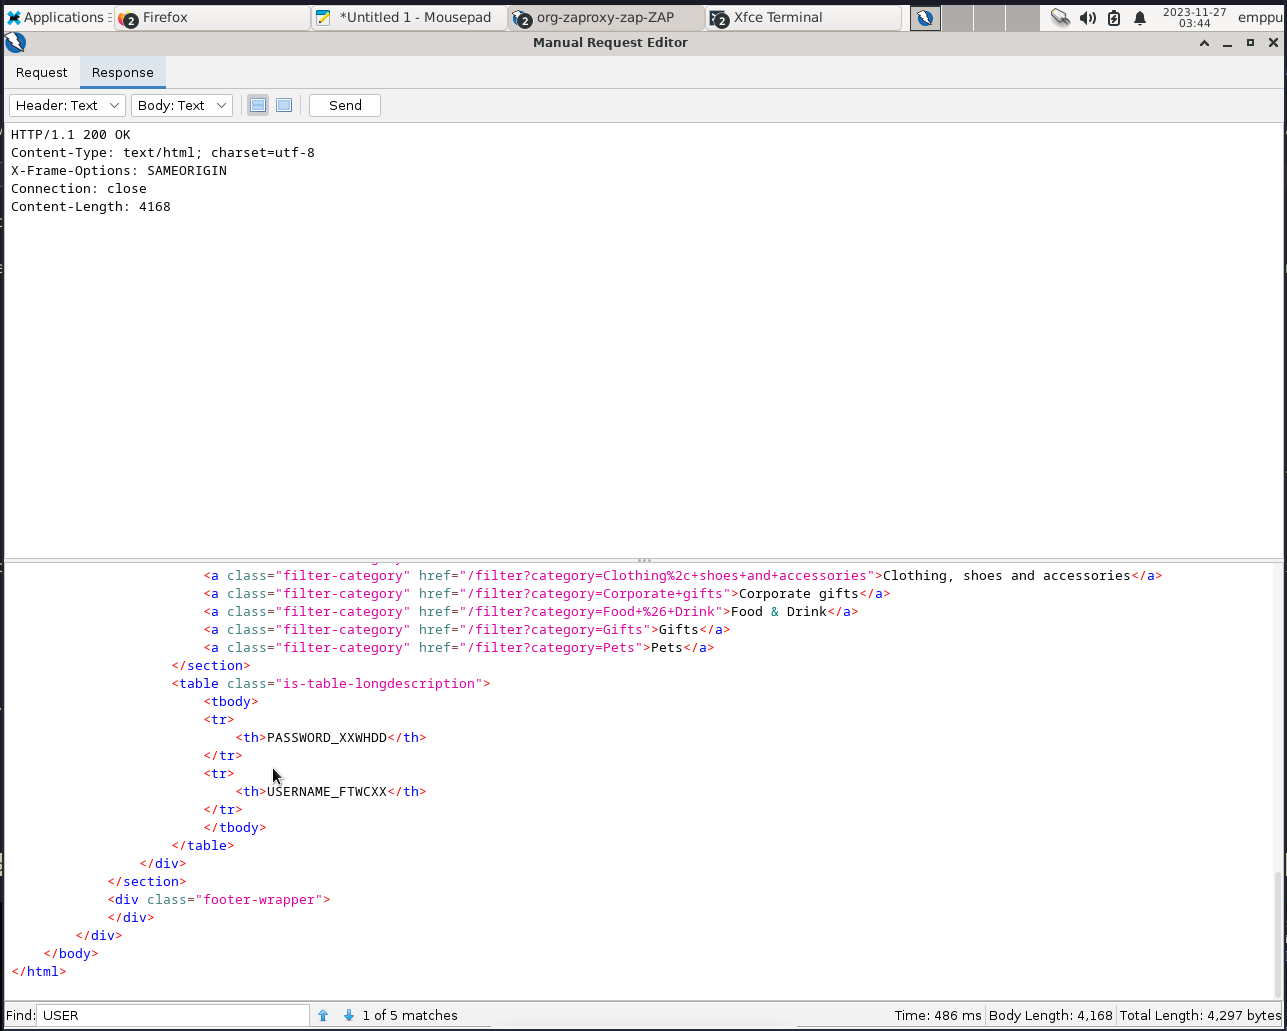 Applications
2 Firefox
*Untitled 1 - Mousepad
2 org-zaproxy-zap-ZAP
2 Xfce Terminal
2023-11-27
03:44
emppu
Manual Request Editor
Request Response
Header: Text Body: Text Send
HTTP/1.1 200 OK
Content-Type: text/html; charset=utf-8
X-Frame-Options: SAMEORIGIN
Connection: close
Content-Length: 4168
<a class="filter-category" href="/filter?category=Clothing%2c+shoes+and+accessories">Clothing, shoes and accessories</a>
<a class="filter-category" href="/filter?category=Corporate+gifts">Corporate gifts</a>
<a class="filter-category" href="/filter?category=Food+%26+Drink">Food & Drink</a>
<a class="filter-category" href="/filter?category=Gifts">Gifts</a>
<a class="filter-category" href="/filter?category=Pets">Pets</a>
</section>
<table class="is-table-longdescription">
<tbody>
<tr>
<th>PASSWORD_XXWHDD</th>
</tr>
<tr>
<th>USERNAME_FTWCXX</th>
</tr>
</tbody>
</table>
</div>
</section>
<div class="footer-wrapper">
</div>
</div>
</body>
</html>
Find: USER 1 of 5 matches Time: 486 ms Body Length: 4,168 Total Length: 4,297 bytes